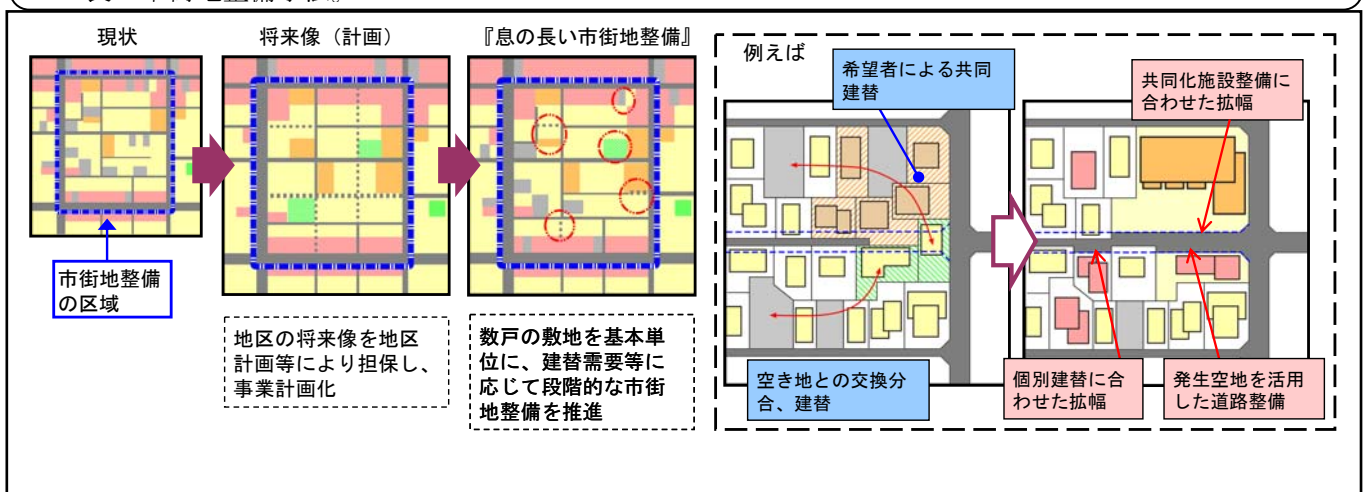 現状
将来像（計画）
『息の長い市街地整備』
市街地整備
の区域
地区の将来像を地区
計画等により担保し、
事業計画化
数戸の敷地を基本単
位に、建替需要等に
応じて段階的な市街
地整備を推進
例えば
希望者による共同
建替
共同化施設整備に
合わせた拡幅
空き地との交換分
合、建替
個別建替に合
わせた拡幅
発生空地を活用
した道路整備